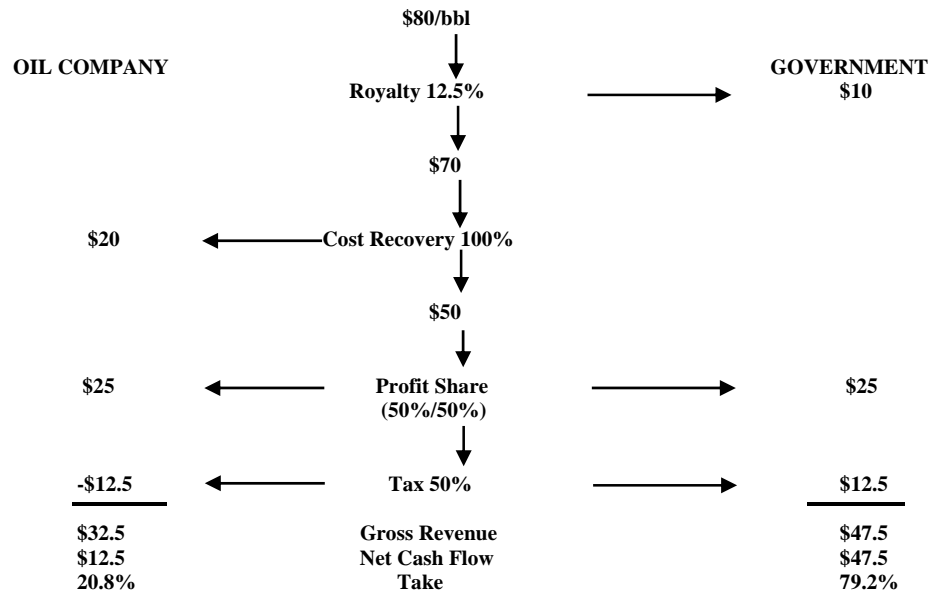 $80/bbl
OIL COMPANY GOVERNMENT
Royalty 12.5% $10
$70
$20 Cost Recovery 100%
$50
$25 Profit Share $25
(50%/50%)
-$12.5 Tax 50% $12.5
$32.5 Gross Revenue $47.5
$12.5 Net Cash Flow $47.5
20.8% Take 79.2%